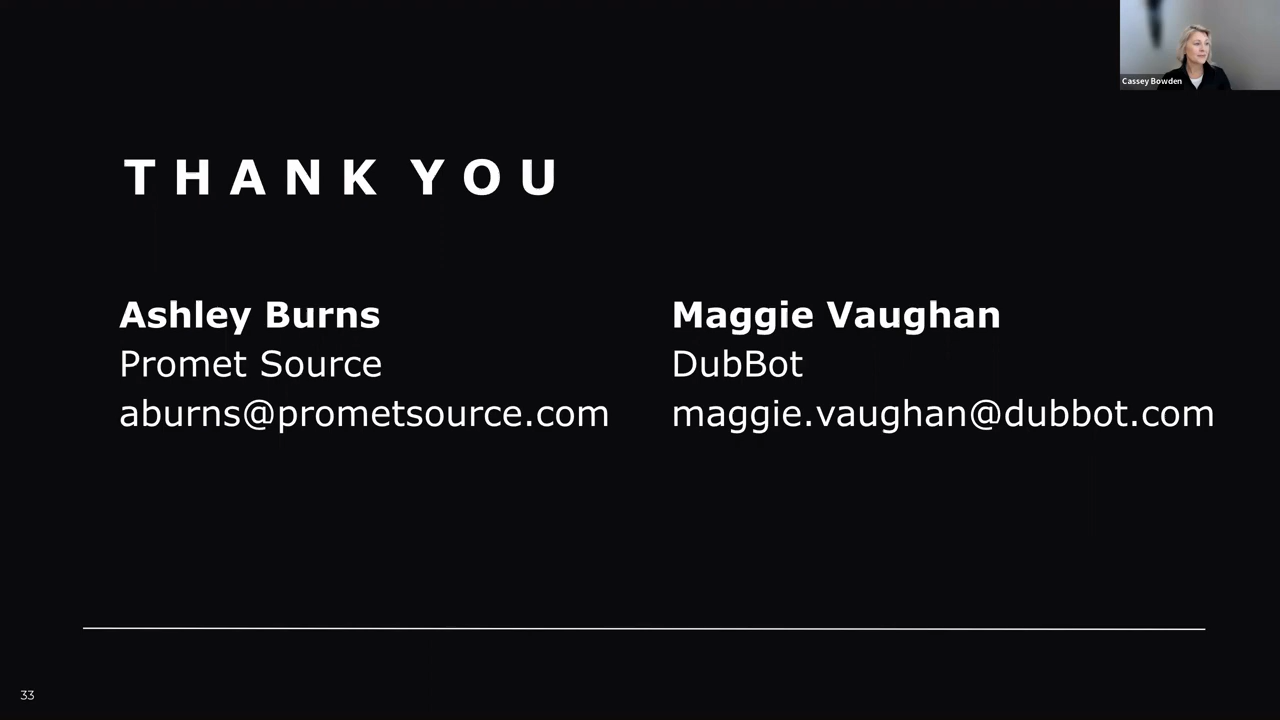 Cassey Bowden
THANK YOU
Ashley Burns
Promet Source
aburns@prometsource.com
Maggie Vaughan
DubBot
maggie.vaughan@dubbot.com
33